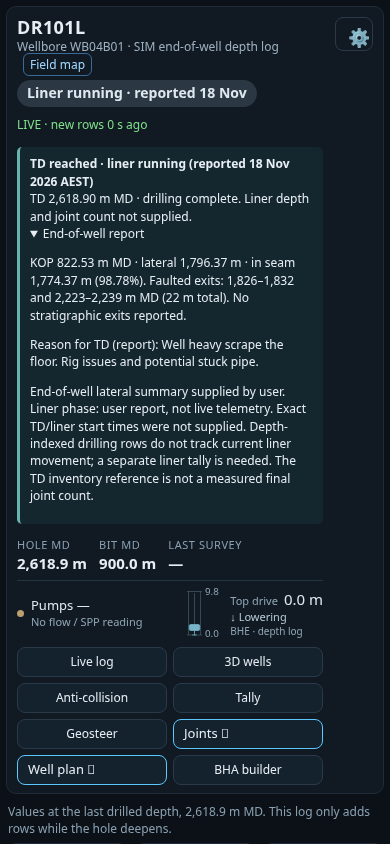 DR101L
Wellbore WB04B01 · SIM end-of-well depth log
Field map
Liner running · reported 18 Nov
LIVE · new rows 0 s ago
TD reached · liner running (reported 18 Nov
2026 AEST)
TD 2,618.90 m MD · drilling complete. Liner depth
and joint count not supplied.
▼ End-of-well report
KOP 822.53 m MD · lateral 1,796.37 m · in seam
1,774.37 m (98.78%). Faulted exits: 1,826–1,832
and 2,223–2,239 m MD (22 m total). No
stratigraphic exits reported.
Reason for TD (report): Well heavy scrape the
floor. Rig issues and potential stuck pipe.
End-of-well lateral summary supplied by user.
Liner phase: user report, not live telemetry. Exact
TD/liner start times were not supplied. Depth-
indexed drilling rows do not track current liner
movement; a separate liner tally is needed. The
TD inventory reference is not a measured final
joint count.
HOLE MD BIT MD LAST SURVEY
2,618.9 m 900.0 m —
Pumps —
No flow / SPP reading
9.8
0.0
Top drive 0.0 m
↓ Lowering
BHE · depth log
Live log
3D wells
Anti-collision
Tally
Geosteer
Joints
Well plan
BHA builder
Values at the last drilled depth, 2,618.9 m MD. This log only adds
rows while the hole deepens.